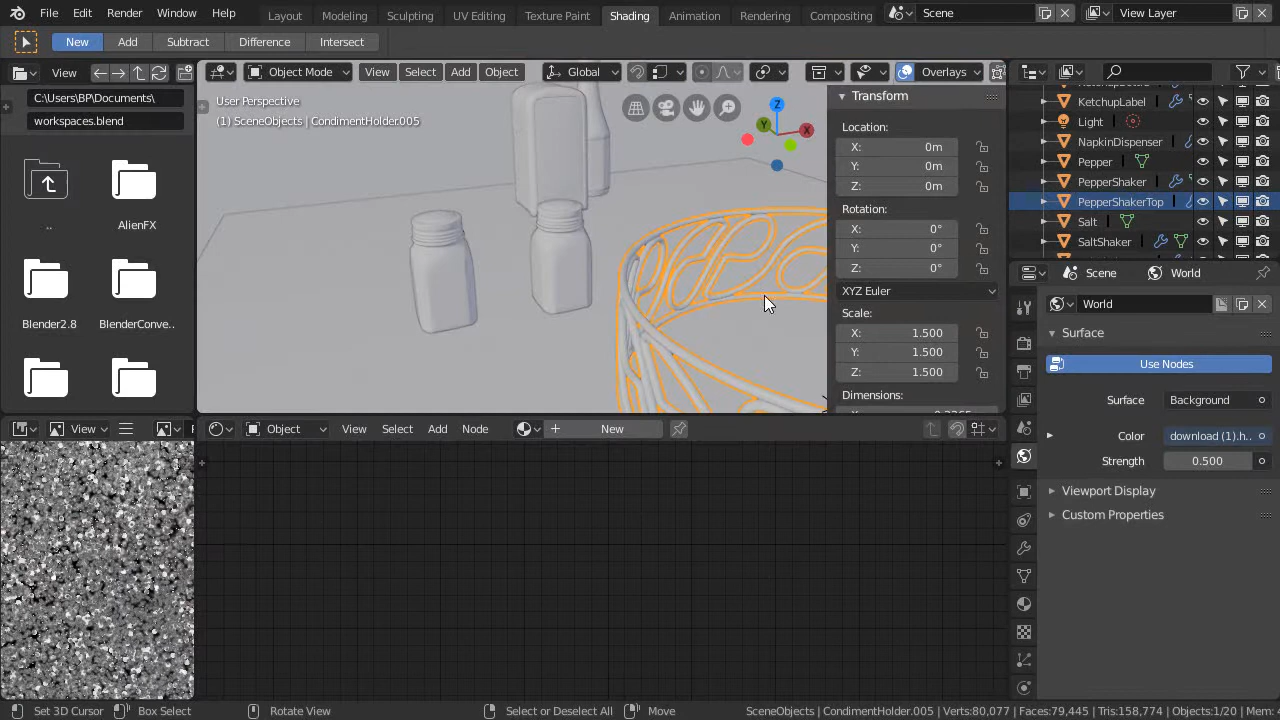 File Edit Render Window Help Layout Modeling Sculpting UV Editing Texture Paint Shading Animation Rendering Compositing Scene View Layer
New Add Subtract Difference Intersect
View Object Mode View Select Add Object Global Overlays
C:\Users\BP\Documents\
workspaces.blend
..
AlienFX
Blender2.8
BlenderConve..
User Perspective
(1) SceneObjects | CondimentHolder.005
Z
Y
X
Transform
Location:
X: 0m
Y: 0m
Z: 0m
Rotation:
X: 0°
Y: 0°
Z: 0°
XYZ Euler
Scale:
X: 1.500
Y: 1.500
Z: 1.500
Dimensions:
KetchupLabel
Light
NapkinDispenser
Pepper
PepperShaker
PepperShakerTop
Salt
SaltShaker
Scene World
World
Surface
Use Nodes
Surface Background
Color download (1).h..
Strength 0.500
Viewport Display
Custom Properties
View Object View Select Add Node New
Set 3D Cursor Box Select Rotate View Select or Deselect All Move SceneObjects | CondimentHolder.005 | Verts:80,077 | Faces:79,445 | Tris:158,774 | Objects:1/20 | Mem: